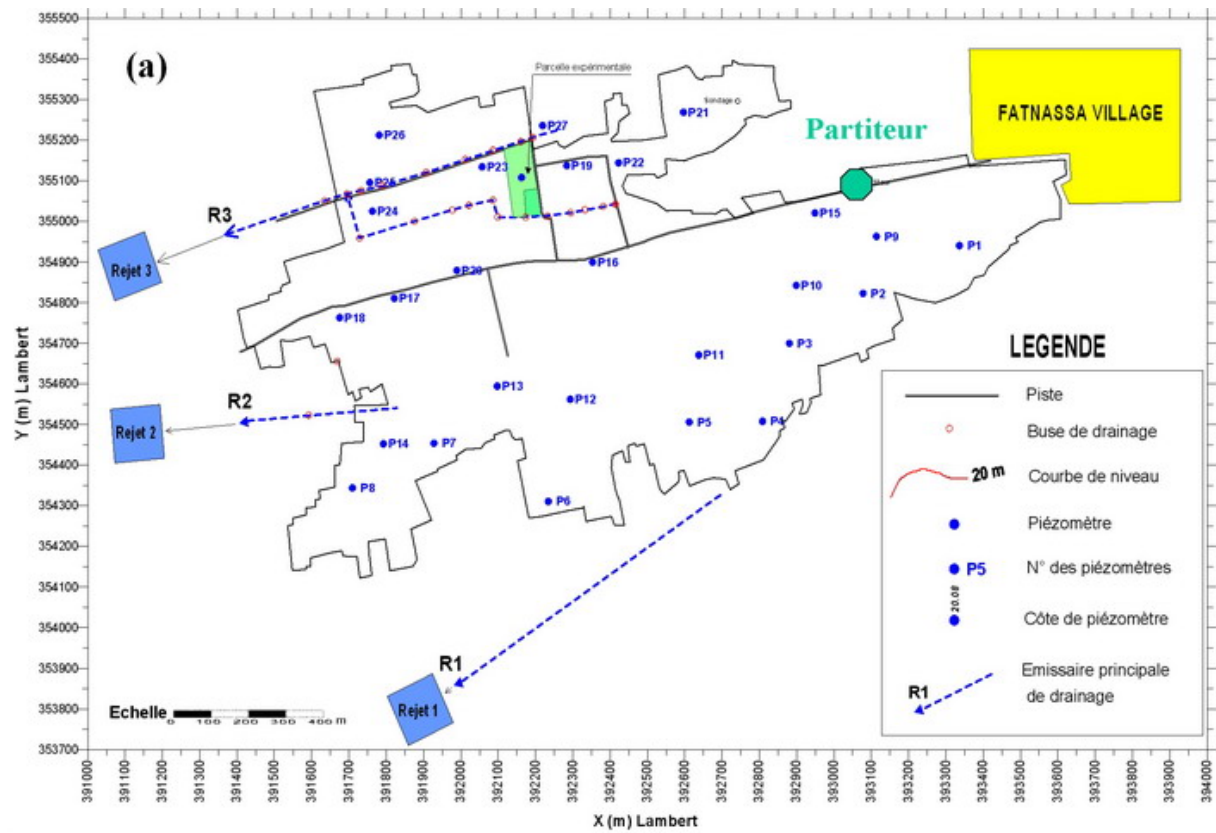 (a)
Parcelle expérimentale
Sondage
FATNASSA VILLAGE
Partiteur
P21
P27
P26
P23
P19
P22
P25
P24
P15
P9
P1
R3
Rejet 3
P16
P20
P10
P2
P17
P18
P3
P11
P13
P12
R2
Rejet 2
P5
P4
P14
P7
P8
P6
R1
Rejet 1
LEGENDE
Piste
Buse de drainage
20 m
Courbe de niveau
Piézomètre
P5
N° des piézomètres
20.08
Côte de piézomètre
R1
Emissaire principale
de drainage
Echelle
0 100 200 300 400 m
Y (m) Lambert
355500
355400
355300
355200
355100
355000
354900
354800
354700
354600
354500
354400
354300
354200
354100
354000
353900
353800
353700
391000
391100
391200
391300
391400
391500
391600
391700
391800
391900
392000
392100
392200
392300
392400
392500
392600
392700
392800
392900
393000
393100
393200
393300
393400
393500
393600
393700
393800
393900
394000
X (m) Lambert